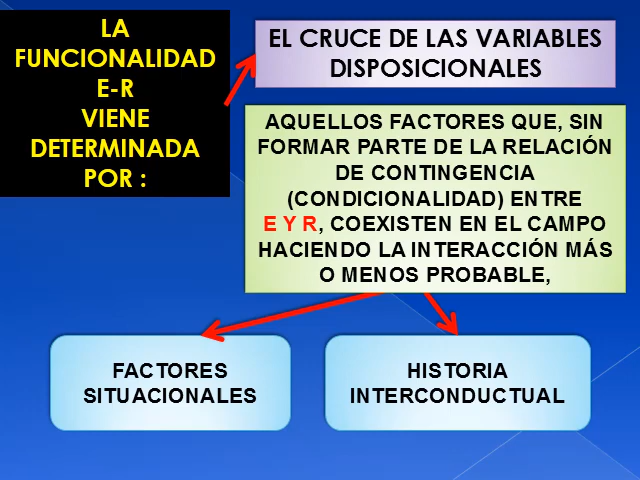 LA
FUNCIONALIDAD
E-R
VIENE
DETERMINADA
POR :
EL CRUCE DE LAS VARIABLES
DISPOSICIONALES
AQUELLOS FACTORES QUE, SIN
FORMAR PARTE DE LA RELACIÓN
DE CONTINGENCIA
(CONDICIONALIDAD) ENTRE
E Y R, COEXISTEN EN EL CAMPO
HACIENDO LA INTERACCIÓN MÁS
O MENOS PROBABLE,
FACTORES
SITUACIONALES
HISTORIA
INTERCONDUCTUAL